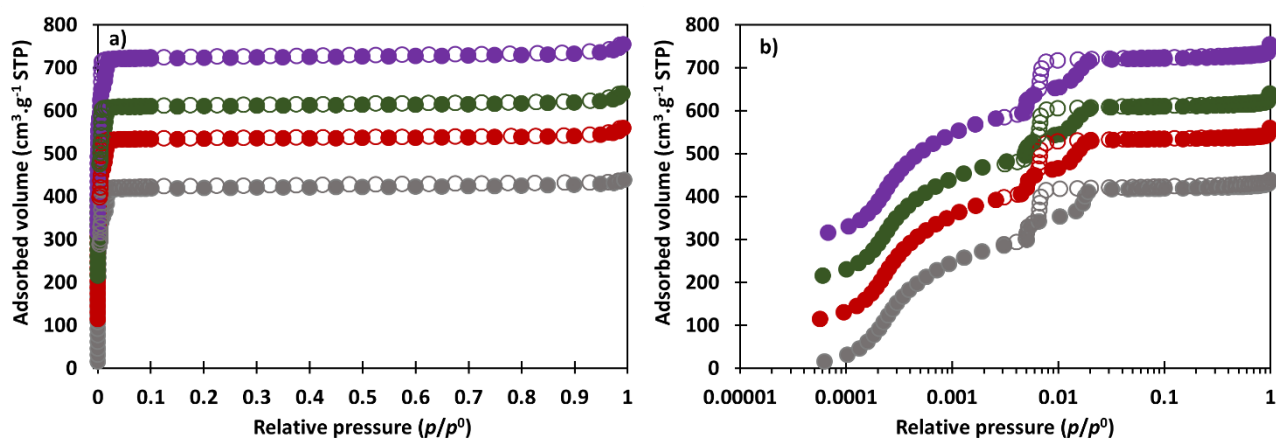 a)
800
700
600
500
400
300
200
100
0
Adsorbed volume (cm³.g⁻¹ STP)
0 0.1 0.2 0.3 0.4 0.5 0.6 0.7 0.8 0.9 1
Relative pressure (p/p⁰)
b)
800
700
600
500
400
300
200
100
0
Adsorbed volume (cm³.g⁻¹ STP)
0.00001 0.0001 0.001 0.01 0.1 1
Relative pressure (p/p⁰)